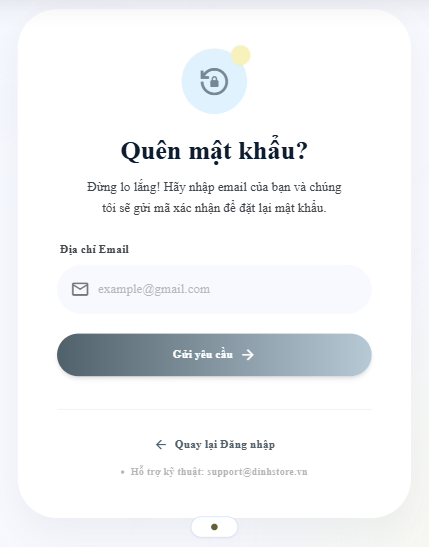 Quên mật khẩu?
Đừng lo lắng! Hãy nhập email của bạn và chúng
tôi sẽ gửi mã xác nhận để đặt lại mật khẩu.
Địa chỉ Email
example@gmail.com
Gửi yêu cầu →
← Quay lại Đăng nhập
• Hỗ trợ kỹ thuật: support@dinhstore.vn